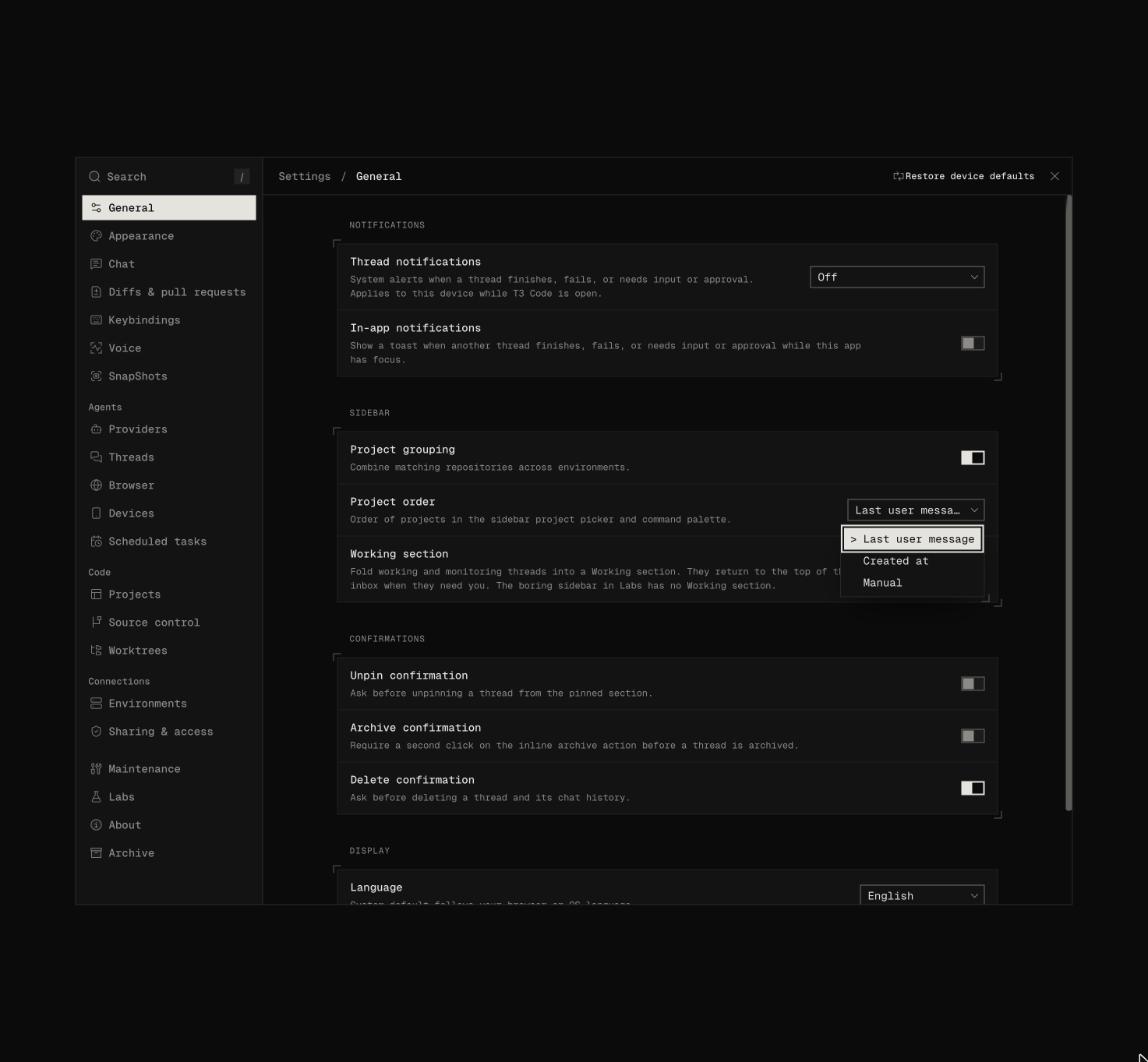 Search
/
General
Appearance
Chat
Diffs & pull requests
Keybindings
Voice
SnapShots
Agents
Providers
Threads
Browser
Devices
Scheduled tasks
Code
Projects
Source control
Worktrees
Connections
Environments
Sharing & access
Maintenance
Labs
About
Archive
Settings / General
Restore device defaults
NOTIFICATIONS
Thread notifications
System alerts when a thread finishes, fails, or needs input or approval.
Applies to this device while T3 Code is open.
Off
In-app notifications
Show a toast when another thread finishes, fails, or needs input or approval while this app
has focus.
SIDEBAR
Project grouping
Combine matching repositories across environments.
Project order
Order of projects in the sidebar project picker and command palette.
Last user messa…
> Last user message
Created at
Manual
Working section
Fold working and monitoring threads into a Working section. They return to the top of
inbox when they need you. The boring sidebar in Labs has no Working section.
CONFIRMATIONS
Unpin confirmation
Ask before unpinning a thread from the pinned section.
Archive confirmation
Require a second click on the inline archive action before a thread is archived.
Delete confirmation
Ask before deleting a thread and its chat history.
DISPLAY
Language
System default follows your browser or OS language.
English